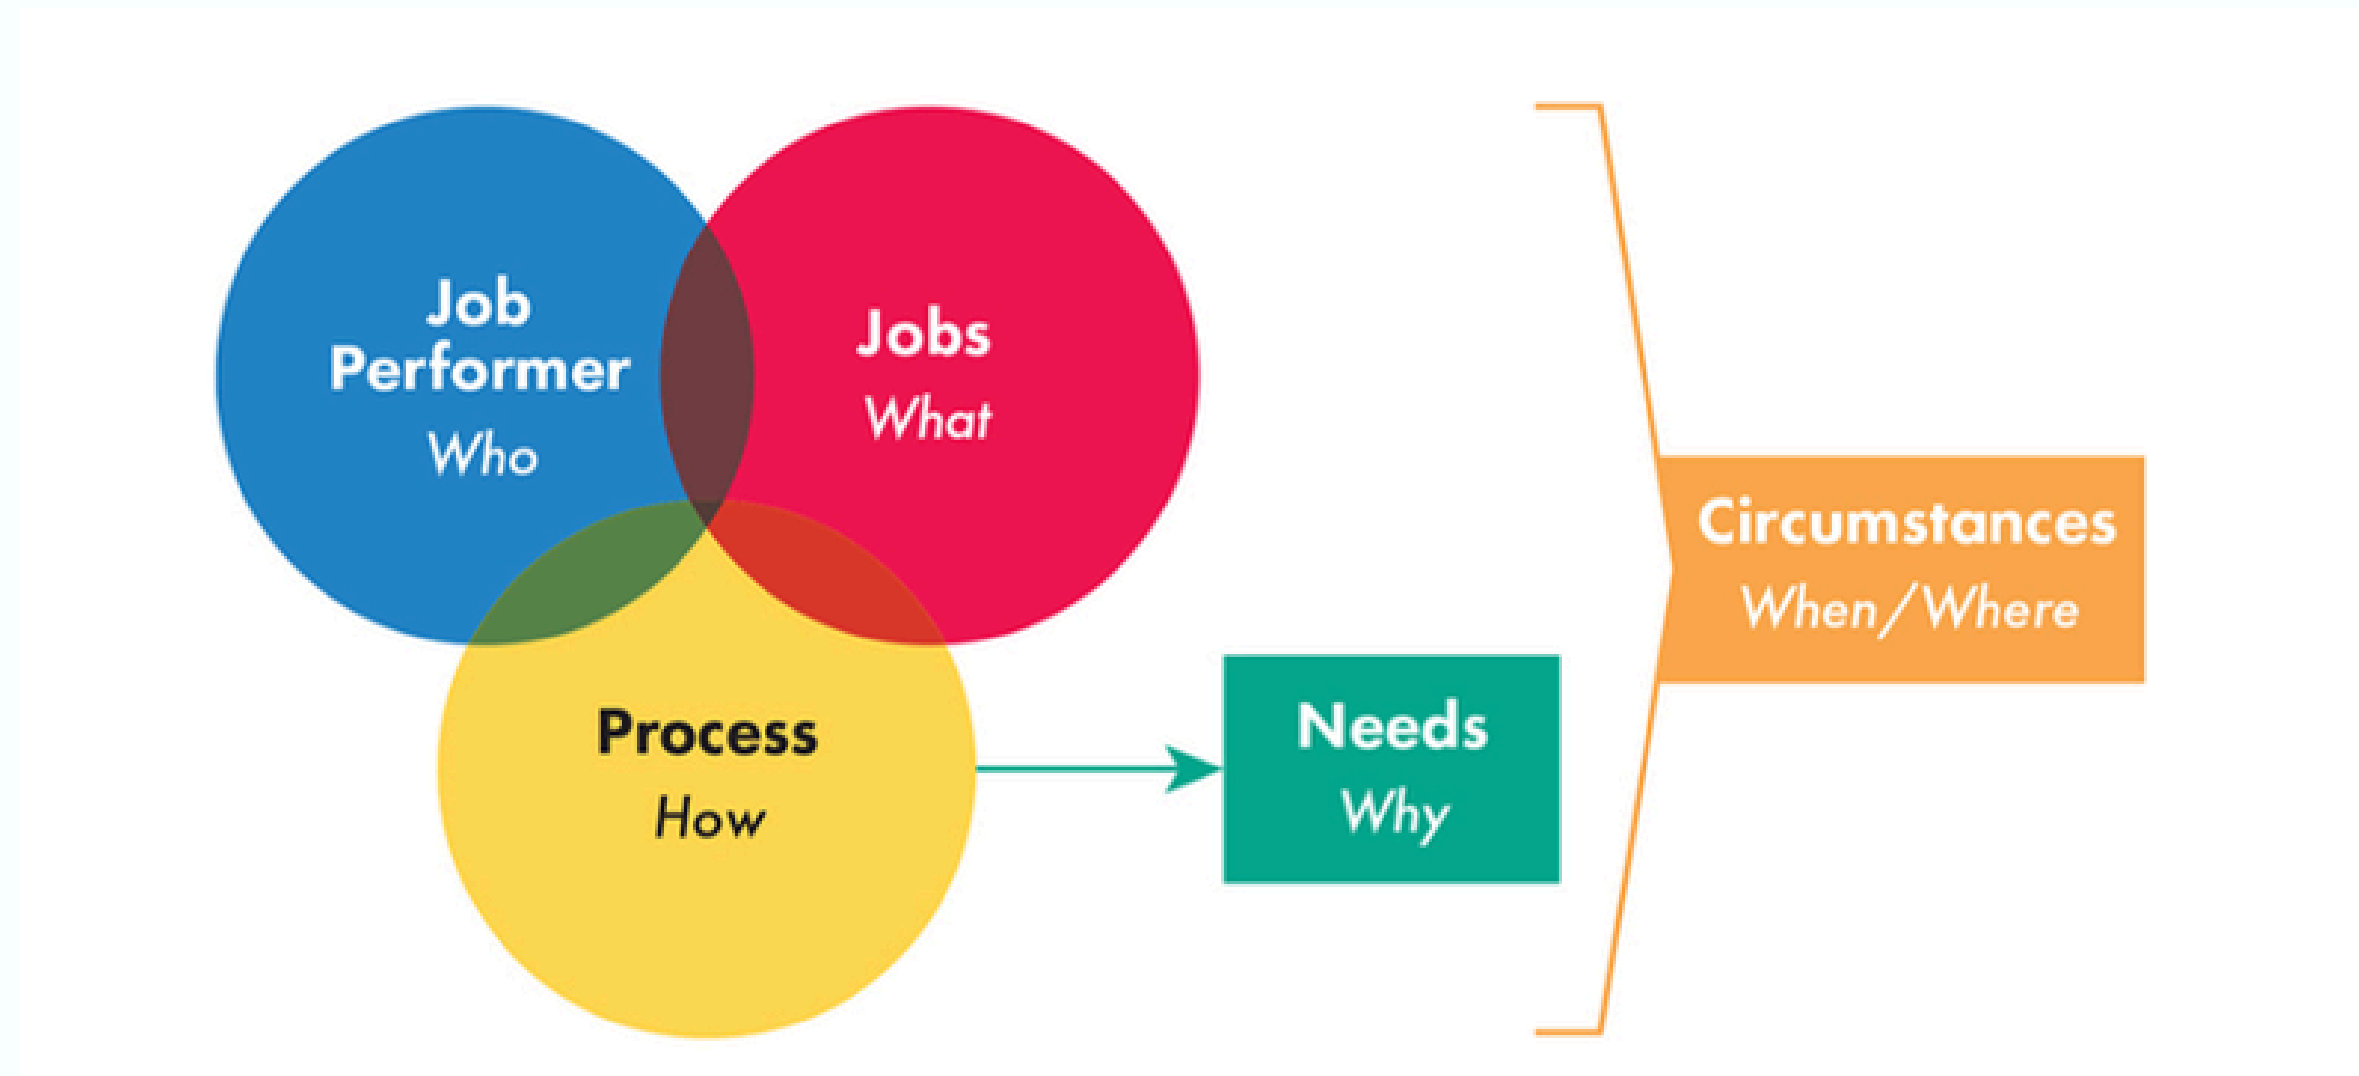 Job
Performer
Who
Jobs
What
Process
How
Needs
Why
Circumstances
When/Where